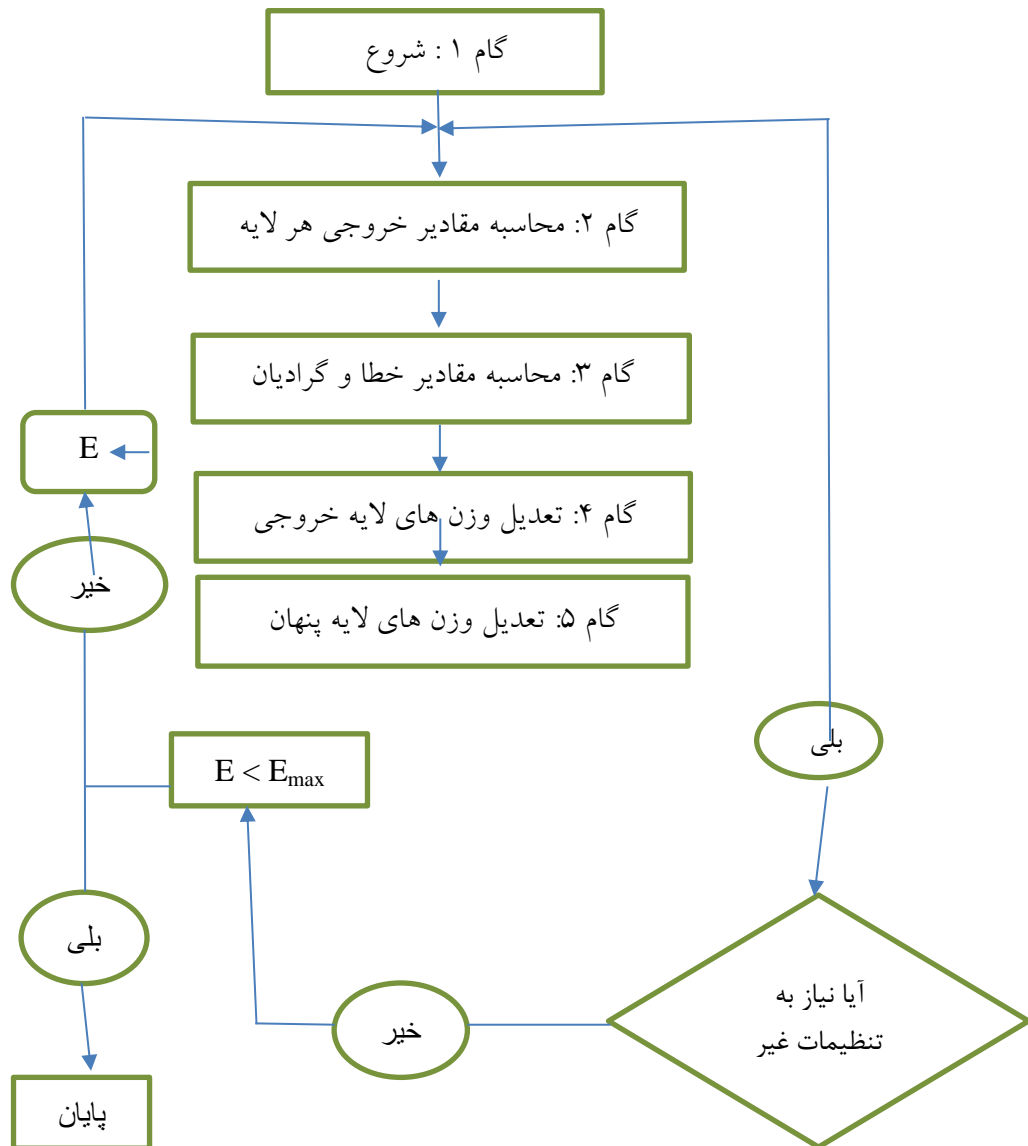 گام ۱ : شروع
گام ۲: محاسبه مقادیر خروجی هر لایه
گام ۳: محاسبه مقادیر خطا و گرادیان
E
گام ۴: تعدیل وزن های لایه خروجی
خیر
گام ۵: تعدیل وزن های لایه پنهان
بلی
E < Emax
بلی
آیا نیاز به
تنظیمات غیر
خیر
پایان